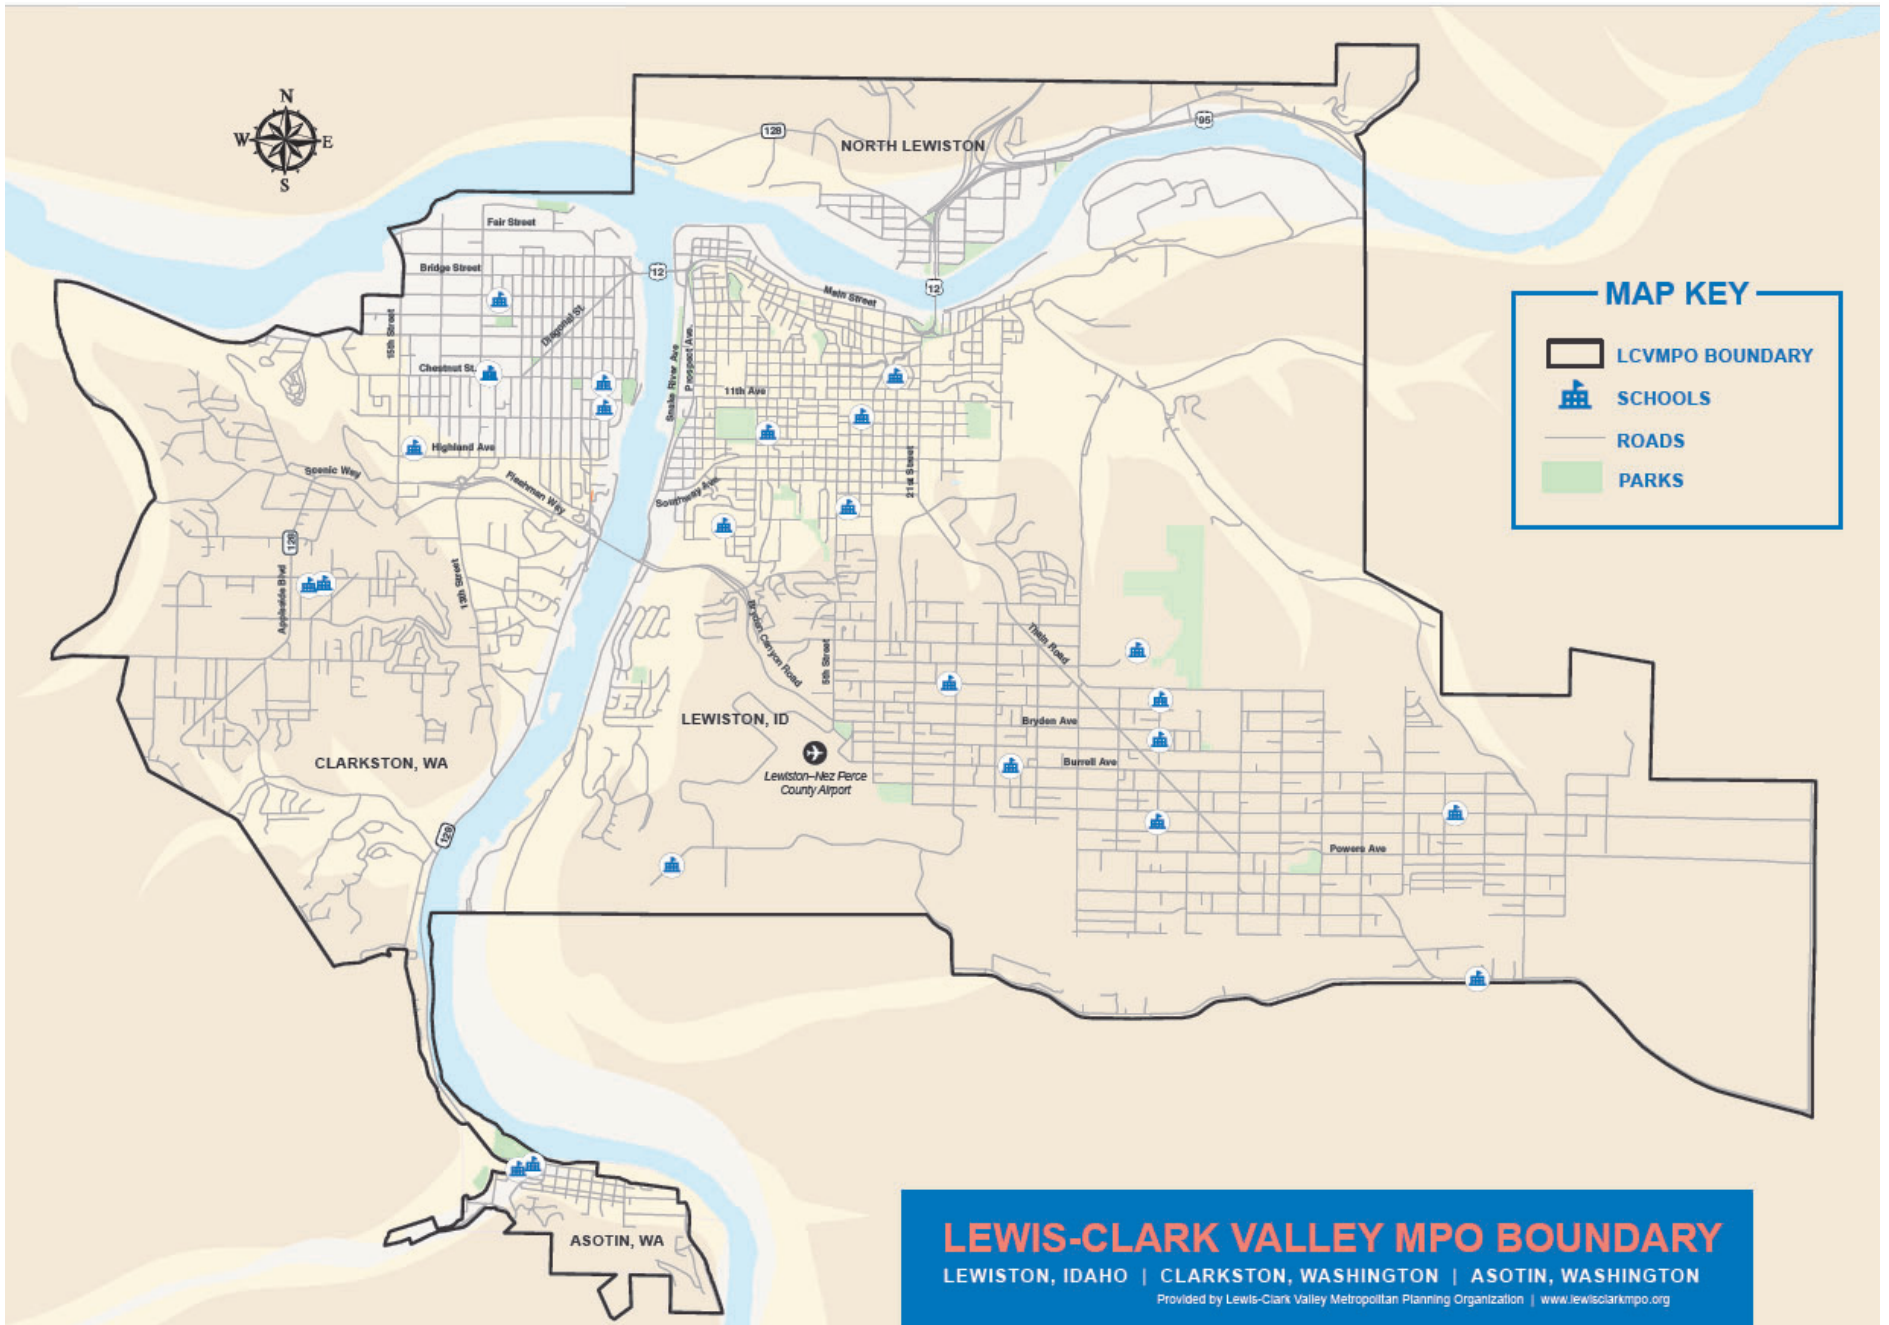 N
W E
S
128
NORTH LEWISTON
95
Fair Street
Bridge Street
12
12
Main Street
Diagonal St.
15th Street
Chestnut St.
Snake River Ave
Prospect Ave.
11th Ave
Highland Ave
Scenic Way
Fleshman Way
Southway Ave.
21st Street
MAP KEY
LCVMPO BOUNDARY
SCHOOLS
ROADS
PARKS
Appleside Blvd
13th Street
Bryden Canyon Road
5th Street
Thain Road
LEWISTON, ID
Bryden Ave
CLARKSTON, WA
Lewiston–Nez Perce
County Airport
Burrell Ave
129
Powers Ave
ASOTIN, WA
LEWIS-CLARK VALLEY MPO BOUNDARY
LEWISTON, IDAHO | CLARKSTON, WASHINGTON | ASOTIN, WASHINGTON
Provided by Lewis-Clark Valley Metropolitan Planning Organization | www.lewisclarkmpo.org